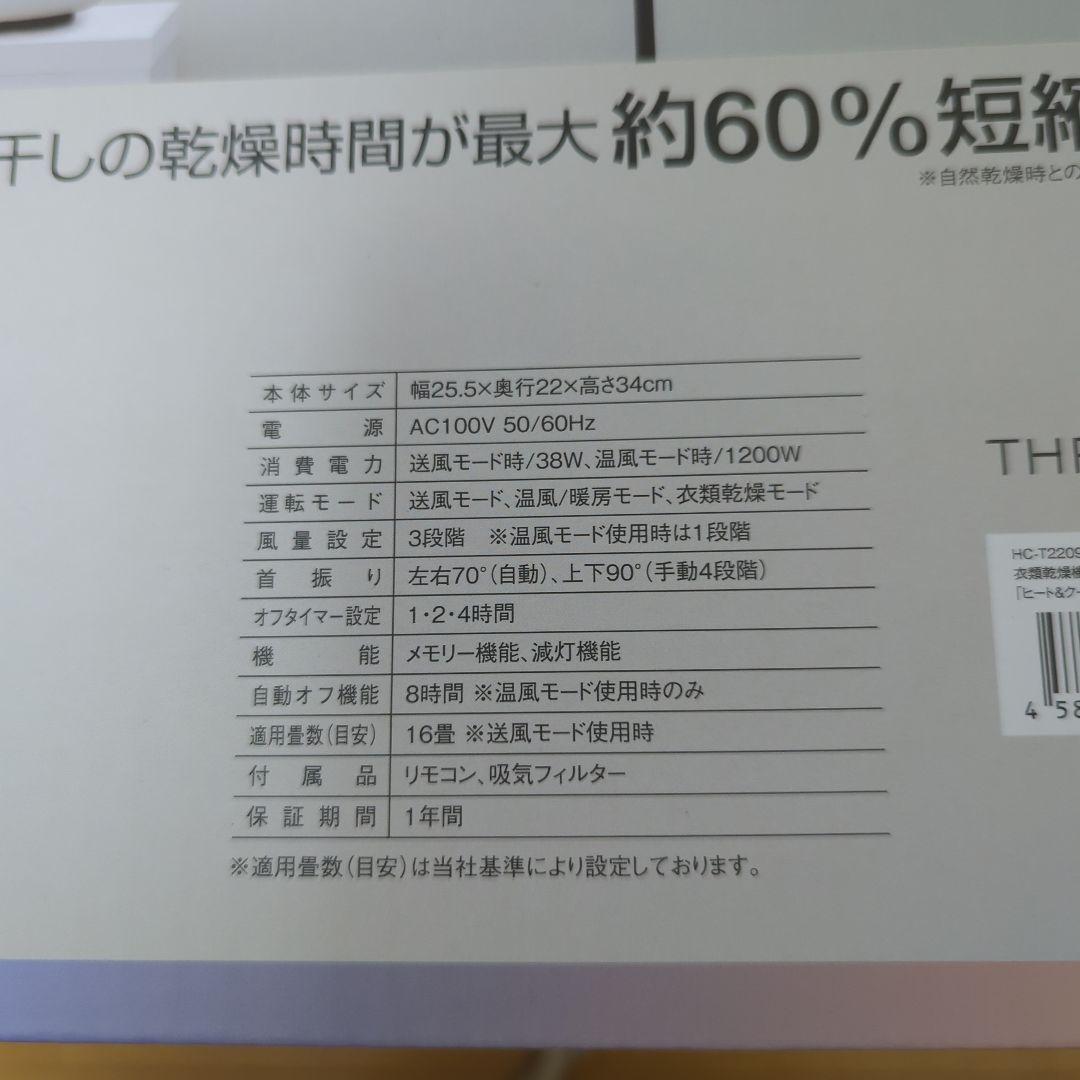 干しの乾燥時間が最大 約60%短縮
※自然乾燥時との
本体サイズ 幅25.5×奥行22×高さ34cm
電源 AC100V 50/60Hz
消費電力 送風モード時/38W、温風モード時/1200W
運転モード 送風モード、温風/暖房モード、衣類乾燥モード
風量設定 3段階 ※温風モード使用時は1段階
首振り 左右70°(自動)、上下90°(手動4段階)
オフタイマー設定 1・2・4時間
機能 メモリー機能、減灯機能
自動オフ機能 8時間 ※温風モード使用時のみ
適用畳数(目安) 16畳 ※送風モード使用時
付属品 リモコン、吸気フィルター
保証期間 1年間
※適用畳数(目安)は当社基準により設定しております。
THR
HC-T2209
衣類乾燥機
「ヒート&クー
4 58